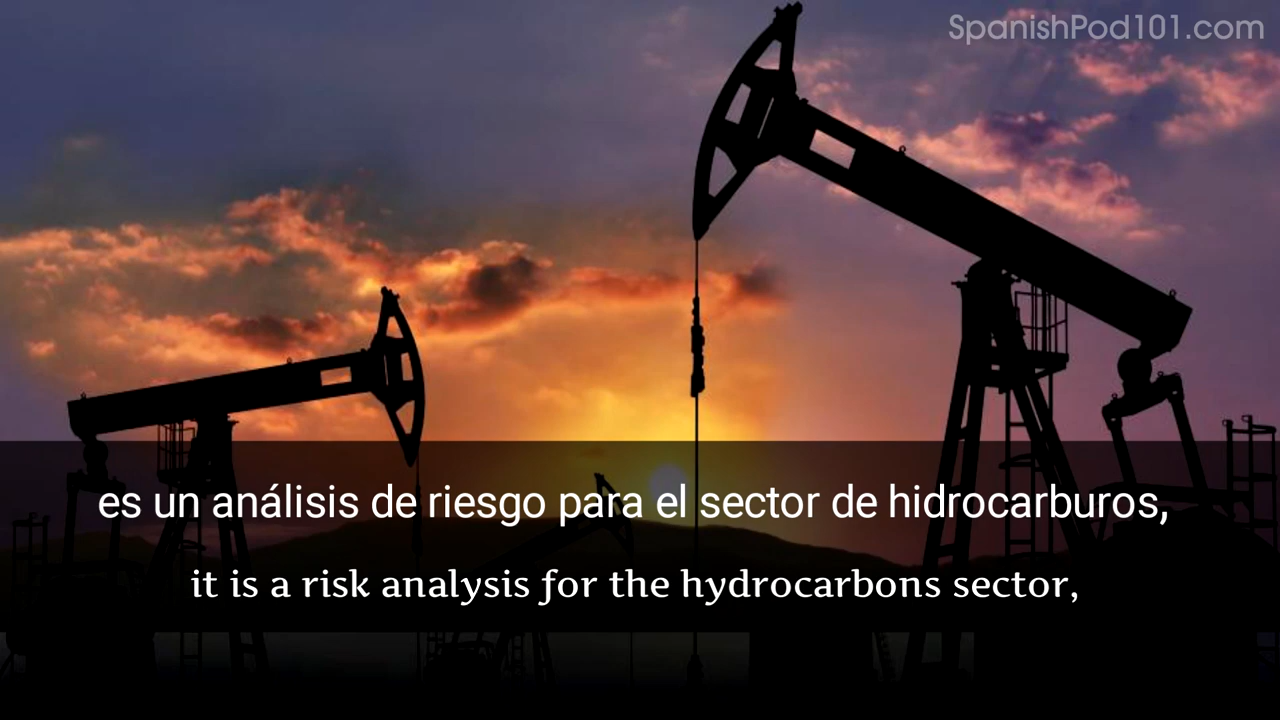 SpanishPod101.com
es un análisis de riesgo para el sector de hidrocarburos,
it is a risk analysis for the hydrocarbons sector,